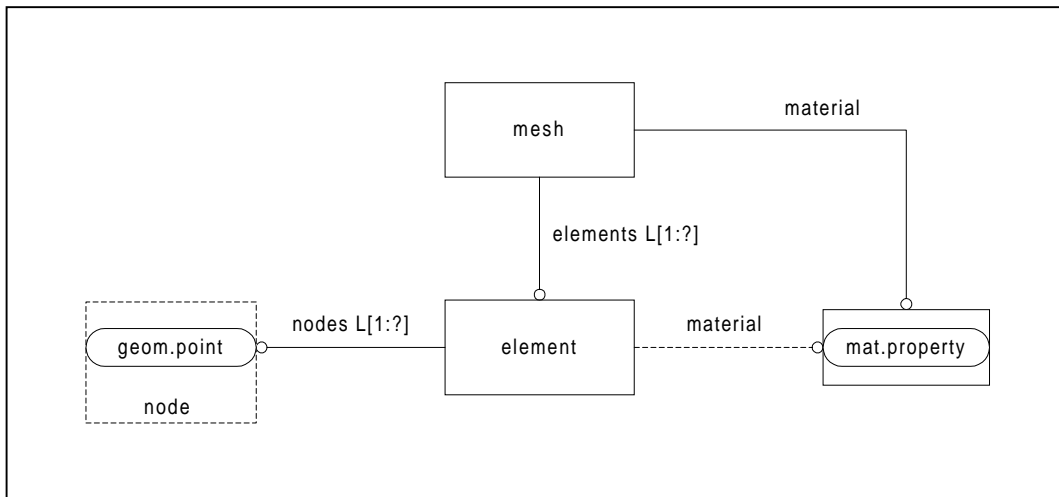 mesh
material
elements L[1:?]
nodes L[1:?]
material
geom.point
element
mat.property
node